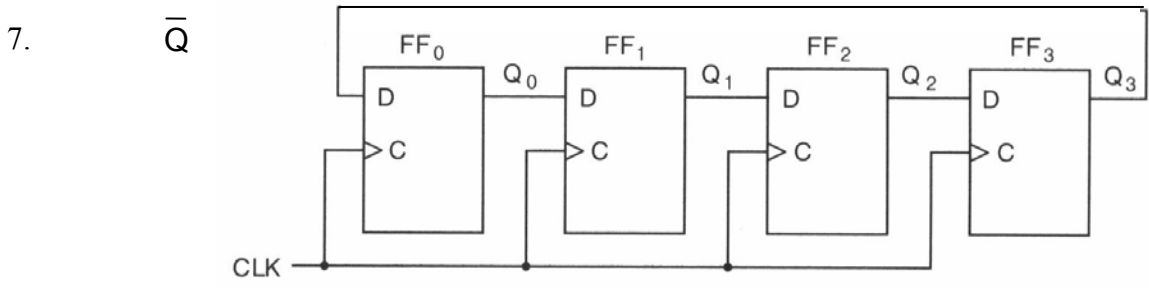 7. Q̅
FF₀ FF₁ FF₂ FF₃
Q₀ Q₁ Q₂ Q₃
D D D D
C C C C
CLK